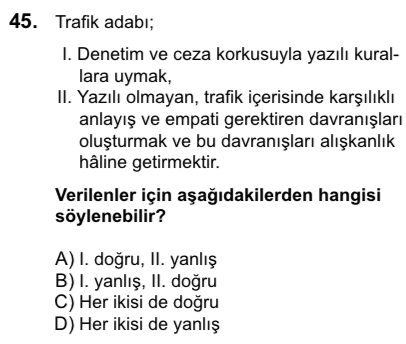 45. Trafik adabı;
I. Denetim ve ceza korkusuyla yazılı kural-
lara uymak,
II. Yazılı olmayan, trafik içerisinde karşılıklı
anlayış ve empati gerektiren davranışları
oluşturmak ve bu davranışları alışkanlık
hâline getirmektir.
Verilenler için aşağıdakilerden hangisi
söylenebilir?
A) I. doğru, II. yanlış
B) I. yanlış, II. doğru
C) Her ikisi de doğru
D) Her ikisi de yanlış